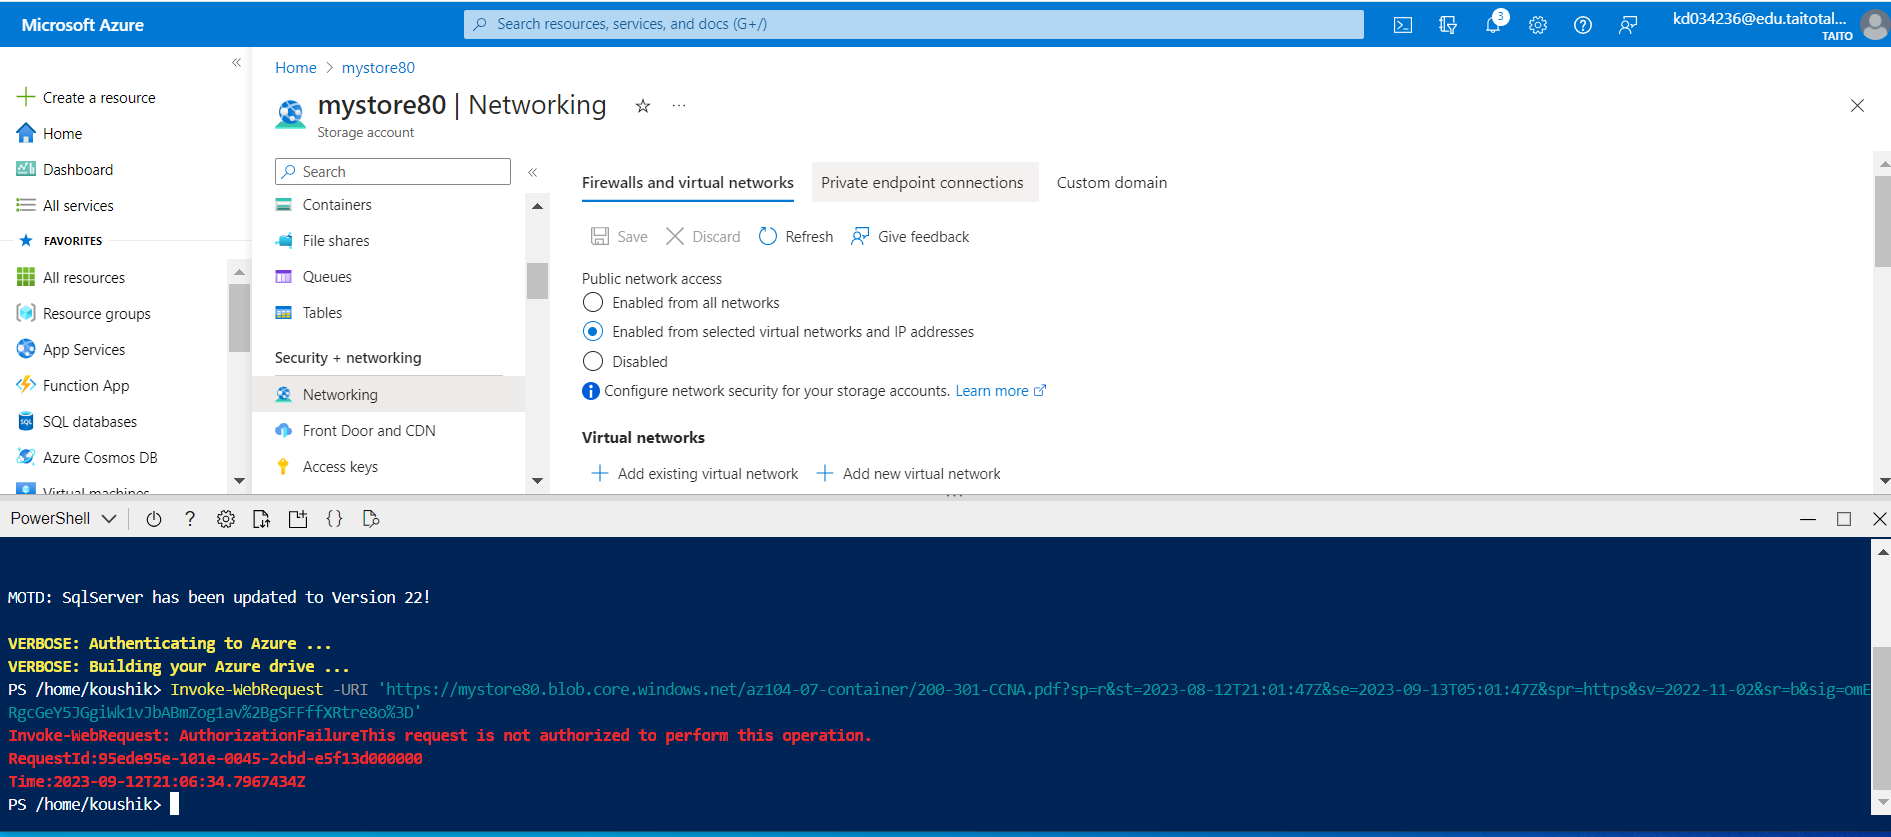 Microsoft Azure
Search resources, services, and docs (G+/)
3
kd034236@edu.taitotal...
TAITO
Create a resource
Home
Dashboard
All services
FAVORITES
All resources
Resource groups
App Services
Function App
SQL databases
Azure Cosmos DB
Virtual machines
Home > mystore80
mystore80 | Networking
Storage account
Search
Containers
File shares
Queues
Tables
Security + networking
Networking
Front Door and CDN
Access keys
Firewalls and virtual networks Private endpoint connections Custom domain
Save Discard Refresh Give feedback
Public network access
Enabled from all networks
Enabled from selected virtual networks and IP addresses
Disabled
Configure network security for your storage accounts. Learn more
Virtual networks
Add existing virtual network Add new virtual network
PowerShell
MOTD: SqlServer has been updated to Version 22!
VERBOSE: Authenticating to Azure ...
VERBOSE: Building your Azure drive ...
PS /home/koushik> Invoke-WebRequest -URI 'https://mystore80.blob.core.windows.net/az104-07-container/200-301-CCNA.pdf?sp=r&st=2023-08-12T21:01:47Z&se=2023-09-13T05:01:47Z&spr=https&sv=2022-11-02&sr=b&sig=omE
RgcGeY5JGgiWk1vJbABmZog1av%2BgSFFffXRtre8o%3D'
Invoke-WebRequest: AuthorizationFailureThis request is not authorized to perform this operation.
RequestId:95ede95e-101e-0045-2cbd-e5f13d000000
Time:2023-09-12T21:06:34.7967434Z
PS /home/koushik>